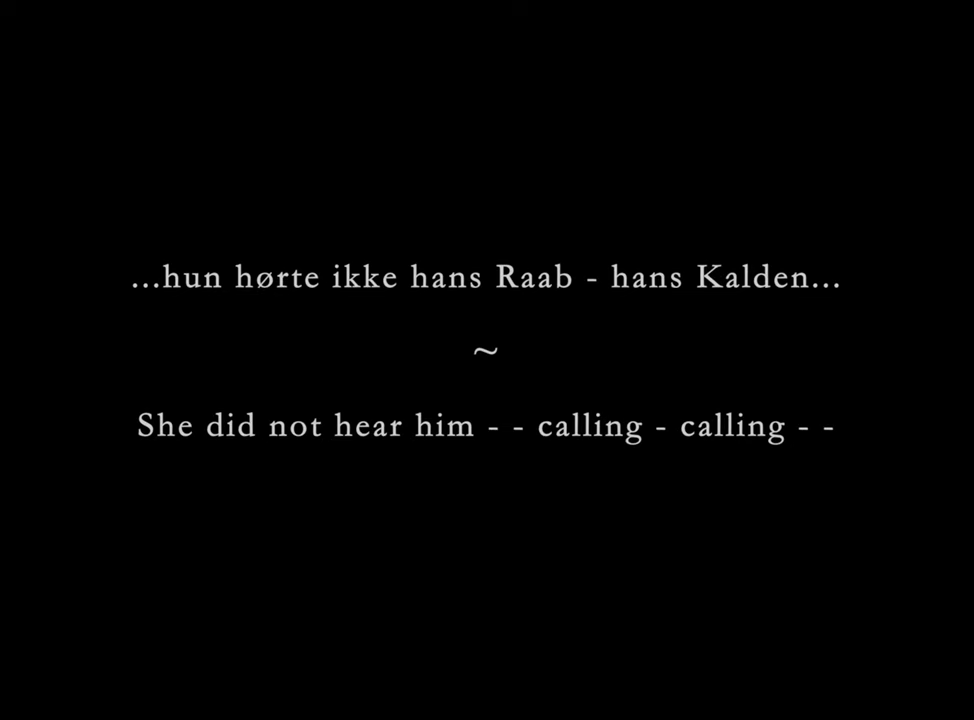 ...hun hørte ikke hans Raab - hans Kalden...
~
She did not hear him - - calling - calling - -